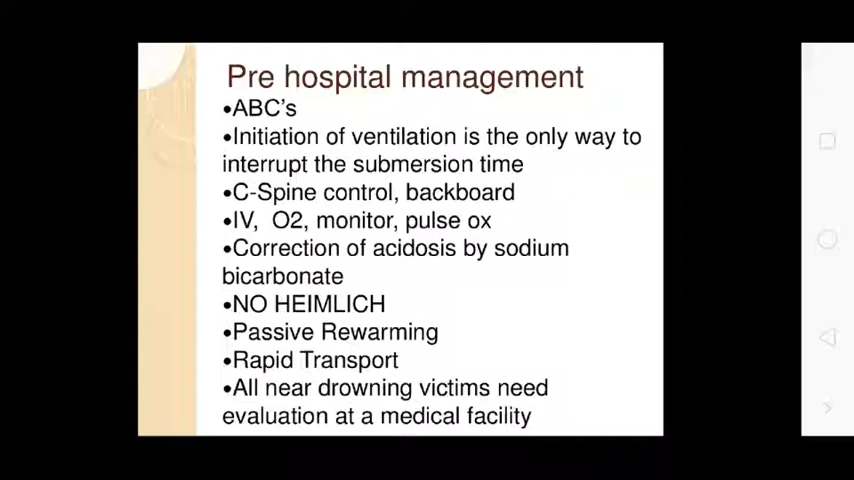 Pre hospital management
•ABC's
•Initiation of ventilation is the only way to
interrupt the submersion time
•C-Spine control, backboard
•IV,  O2, monitor, pulse ox
•Correction of acidosis by sodium
bicarbonate
•NO HEIMLICH
•Passive Rewarming
•Rapid Transport
•All near drowning victims need
evaluation at a medical facility